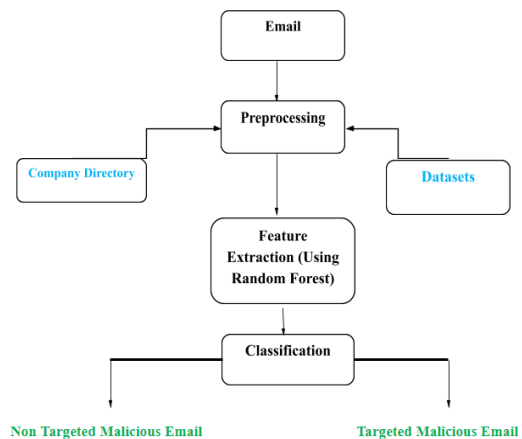 Email
Preprocessing
Company Directory
Datasets
Feature
Extraction (Using
Random Forest)
Classification
Non Targeted Malicious Email
Targeted Malicious Email